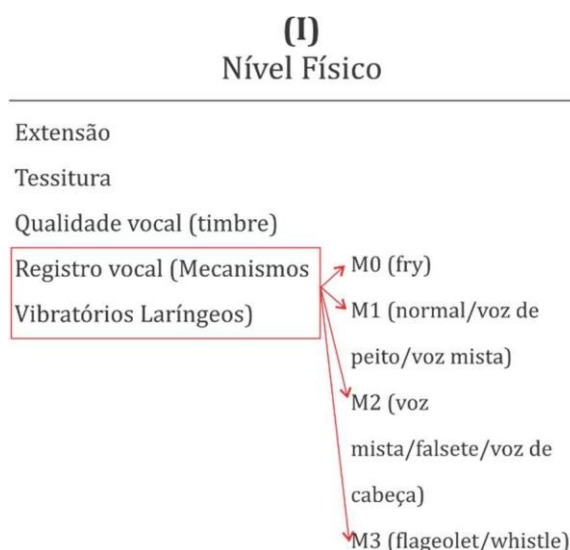 (I)
Nível Físico
Extensão
Tessitura
Qualidade vocal (timbre)
Registro vocal (Mecanismos
Vibratórios Laríngeos)
M0 (fry)
M1 (normal/voz de
peito/voz mista)
M2 (voz
mista/falsete/voz de
cabeça)
M3 (flageolet/whistle)